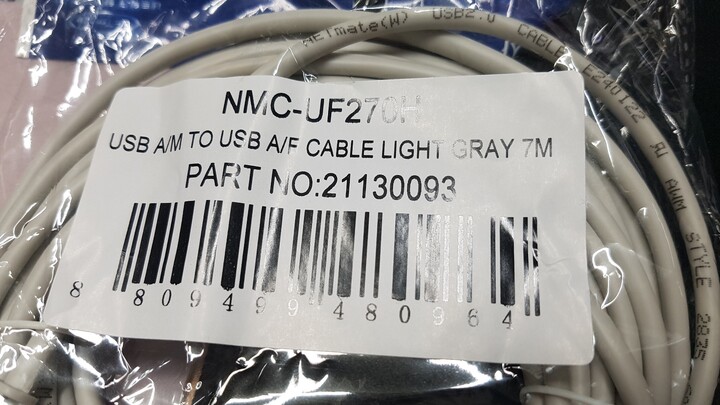 NETmate(W) USB2.0 CABLE E240122 AWM STYLE 2835
NMC-UF270H
USB A/M TO USB A/F CABLE LIGHT GRAY 7M
PART NO:21130093
8 809499 480964